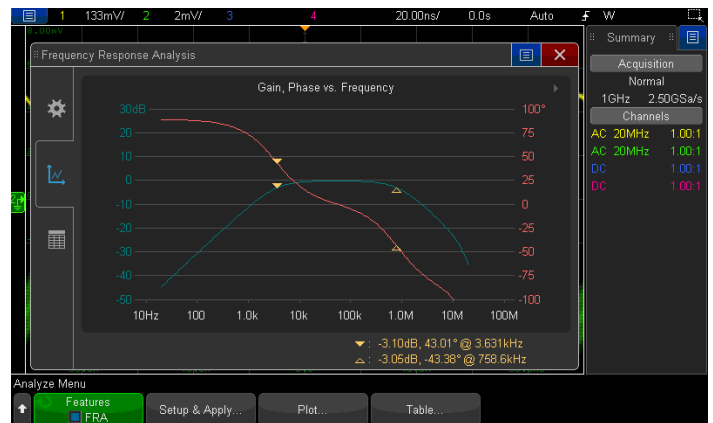 1 133mV/ 2 2mV/ 3 4 20.00ns/ 0.0s Auto W
8.00mV
Summary
Frequency Response Analysis
Acquisition
Normal
1GHz 2.50GSa/s
Channels
AC 20MHz 1.00:1
AC 20MHz 1.00:1
DC 1.00:1
DC 1.00:1
Gain, Phase vs. Frequency
30dB 100°
20 75
10 50
0 25
-10 0
-20 -25
-30 -50
-40 -75
-50 -100
10Hz 100 1.0k 10k 100k 1.0M 10M 100M
: -3.10dB, 43.01° @ 3.631kHz
: -3.05dB, -43.38° @ 758.6kHz
Analyze Menu
Features
FRA
Setup & Apply...
Plot...
Table...